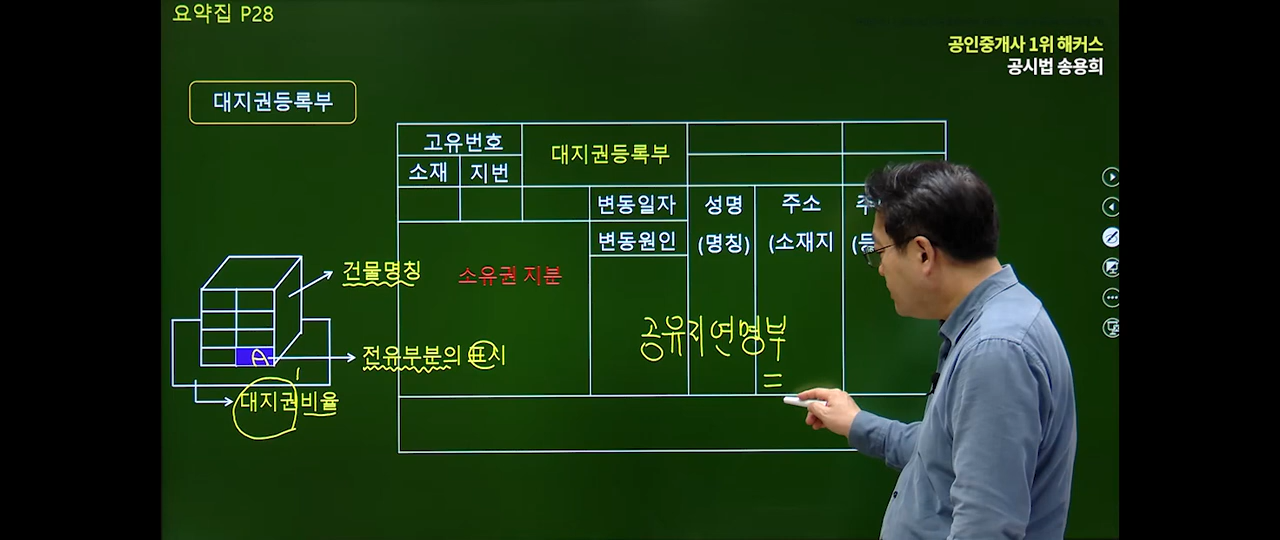 요약집 P28
공인중개사 1위 해커스
공시법 송용희
대지권등록부
고유번호
대지권등록부
소재 지번
변동일자 성명 주소
변동원인 (명칭) (소재지
소유권 지분
건물명칭
공유지연명부
A
전유부분의 표시
대지권비율